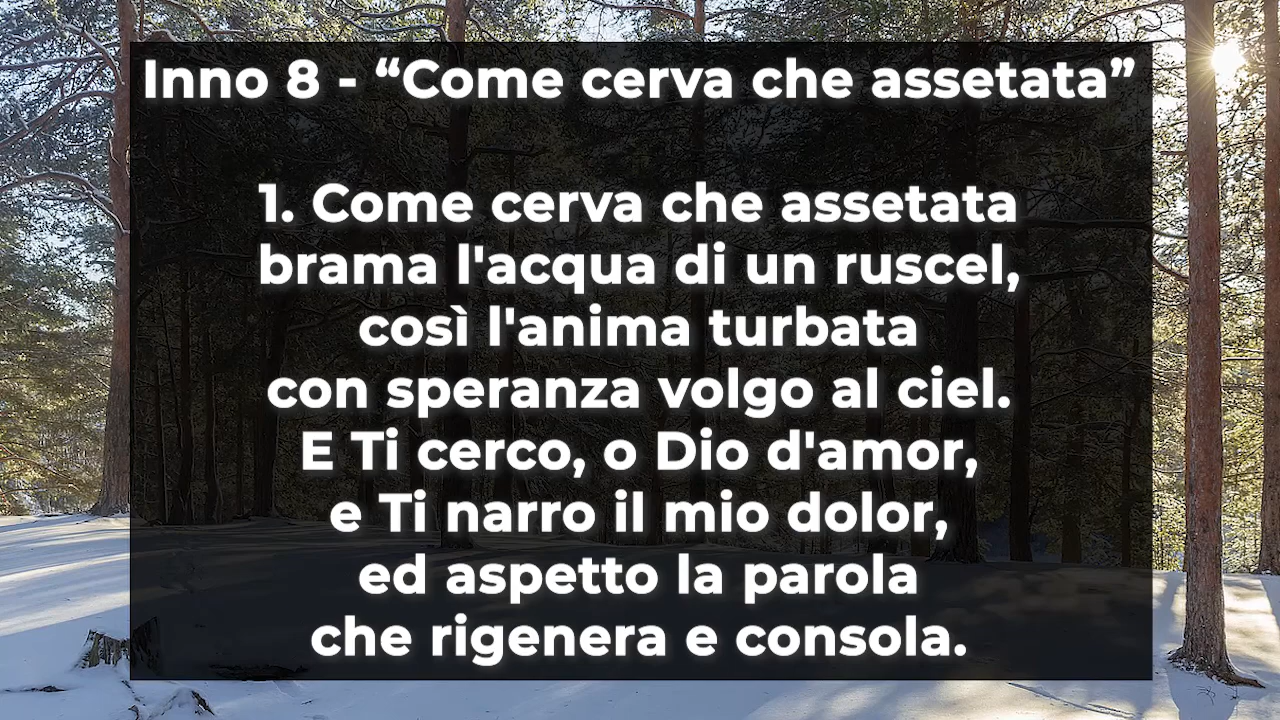 Inno 8 - “Come cerva che assetata”
1. Come cerva che assetata
brama l'acqua di un ruscel,
così l'anima turbata
con speranza volgo al ciel.
E Ti cerco, o Dio d'amor,
e Ti narro il mio dolor,
ed aspetto la parola
che rigenera e consola.